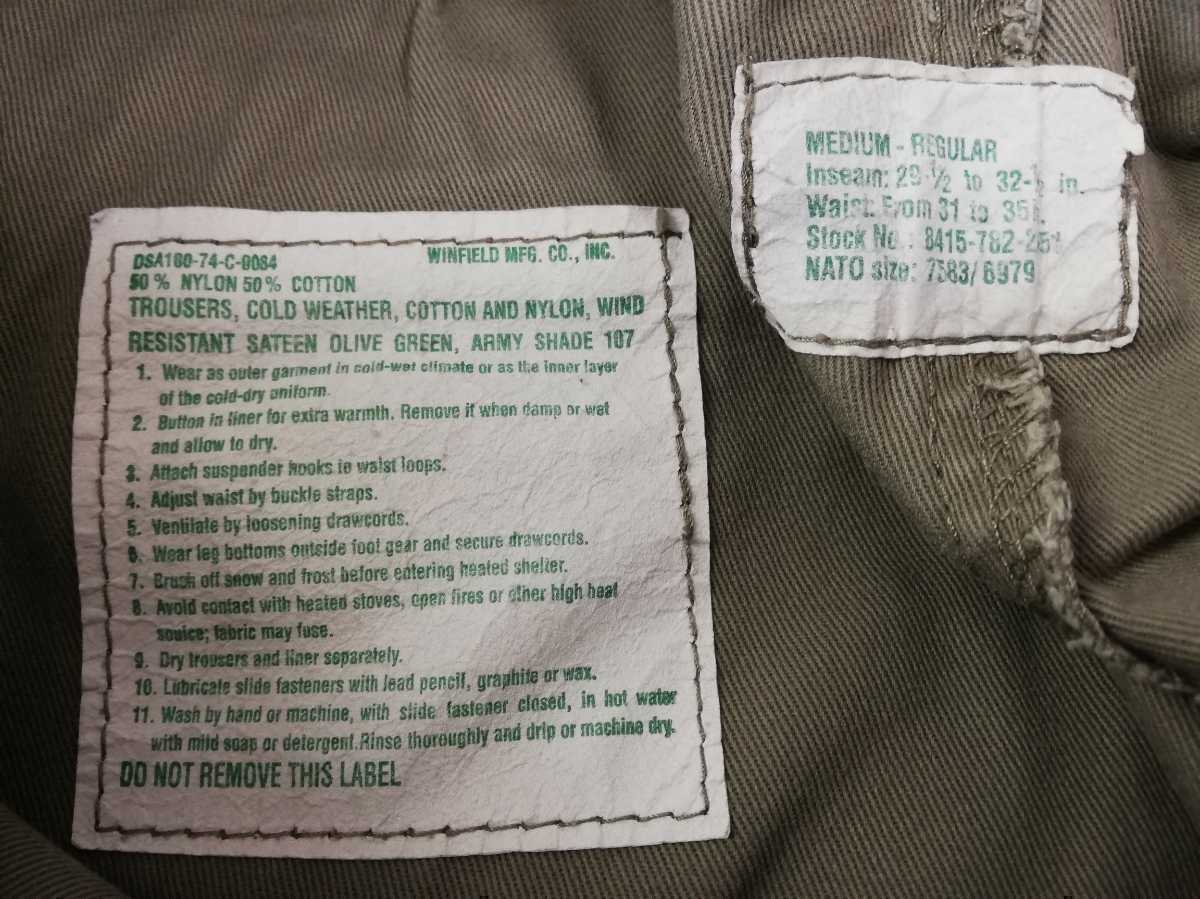 DSA100-74-C-0084 WINFIELD MFG. CO., INC.
50% NYLON 50% COTTON
TROUSERS, COLD WEATHER, COTTON AND NYLON, WIND
RESISTANT SATEEN OLIVE GREEN, ARMY SHADE 107
1. Wear as outer garment in cold-wet climate or as the inner layer
of the cold-dry uniform.
2. Button in liner for extra warmth. Remove it when damp or wet
and allow to dry.
3. Attach suspender hooks to waist loops.
4. Adjust waist by buckle straps.
5. Ventilate by loosening drawcords.
6. Wear leg bottoms outside foot gear and secure drawcords.
7. Brush off snow and frost before entering heated shelter.
8. Avoid contact with heated stoves, open fires or other high heat
souice; fabric may fuse.
9. Dry trousers and liner separately.
10. Lubricate slide fasteners with lead pencil, graphite or wax.
11. Wash by hand or machine, with slide fastener closed, in hot water
with mild soap or detergent.Rinse thoroughly and drip or machine dry.
DO NOT REMOVE THIS LABEL
MEDIUM - REGULAR
Inseam: 29-½ to 32-½ in.
Waist: From 31 to 35
Stock No.:
NATO size: 7583/8979